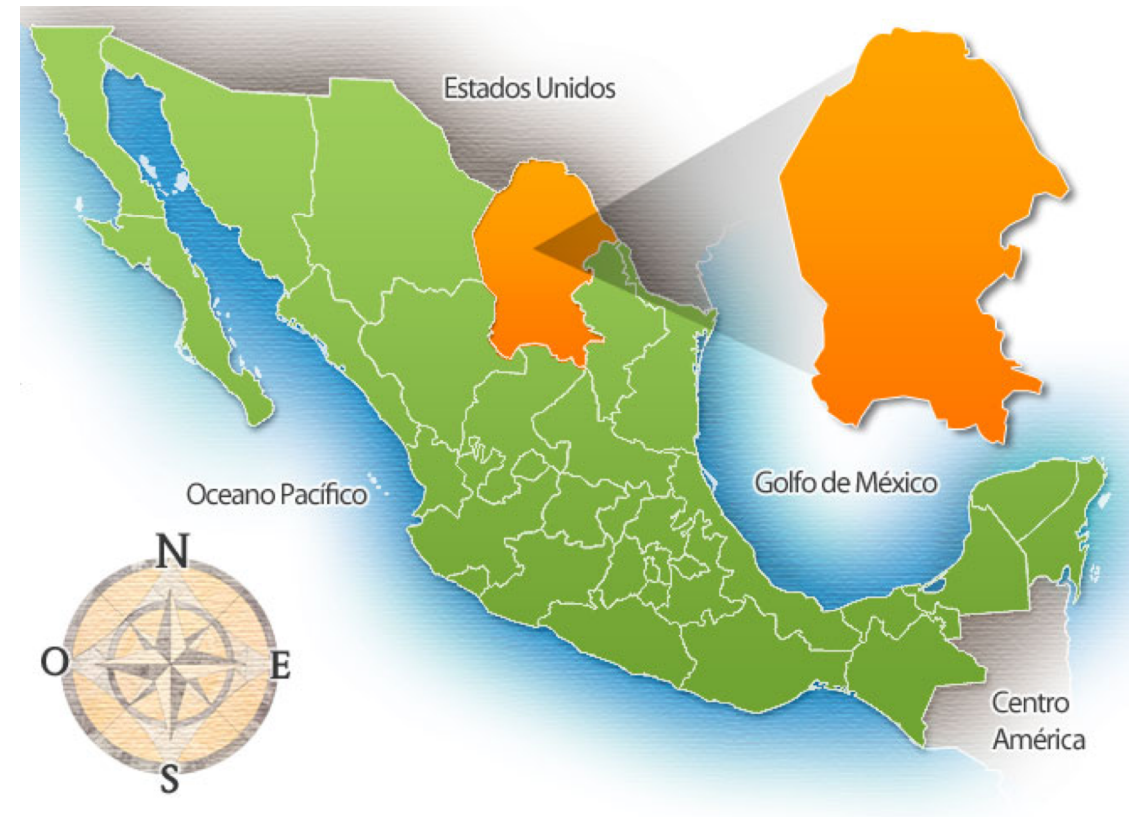 Estados Unidos
Golfo de México
Oceano Pacífico
N
O
E
S
Centro
América